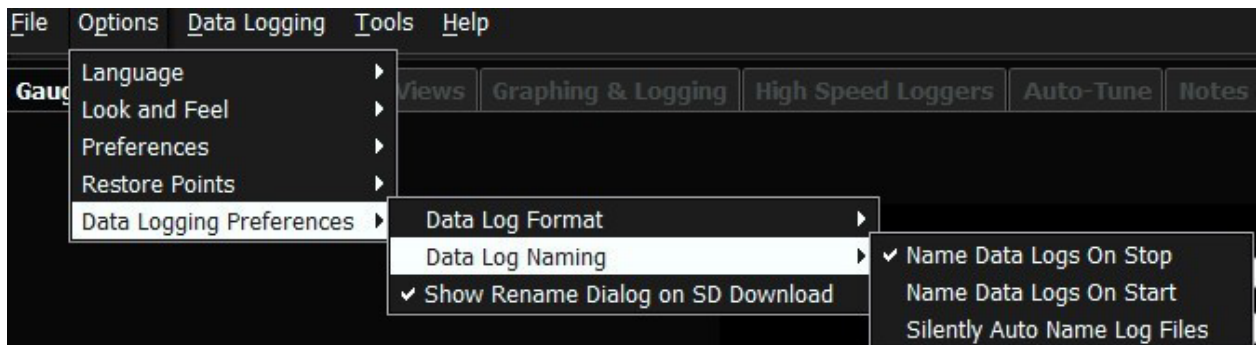 File Options Data Logging Tools Help
Gaug Views Graphing & Logging High Speed Loggers Auto-Tune Notes
Language
Look and Feel
Preferences
Restore Points
Data Logging Preferences
Data Log Format
Data Log Naming
Show Rename Dialog on SD Download
Name Data Logs On Stop
Name Data Logs On Start
Silently Auto Name Log Files